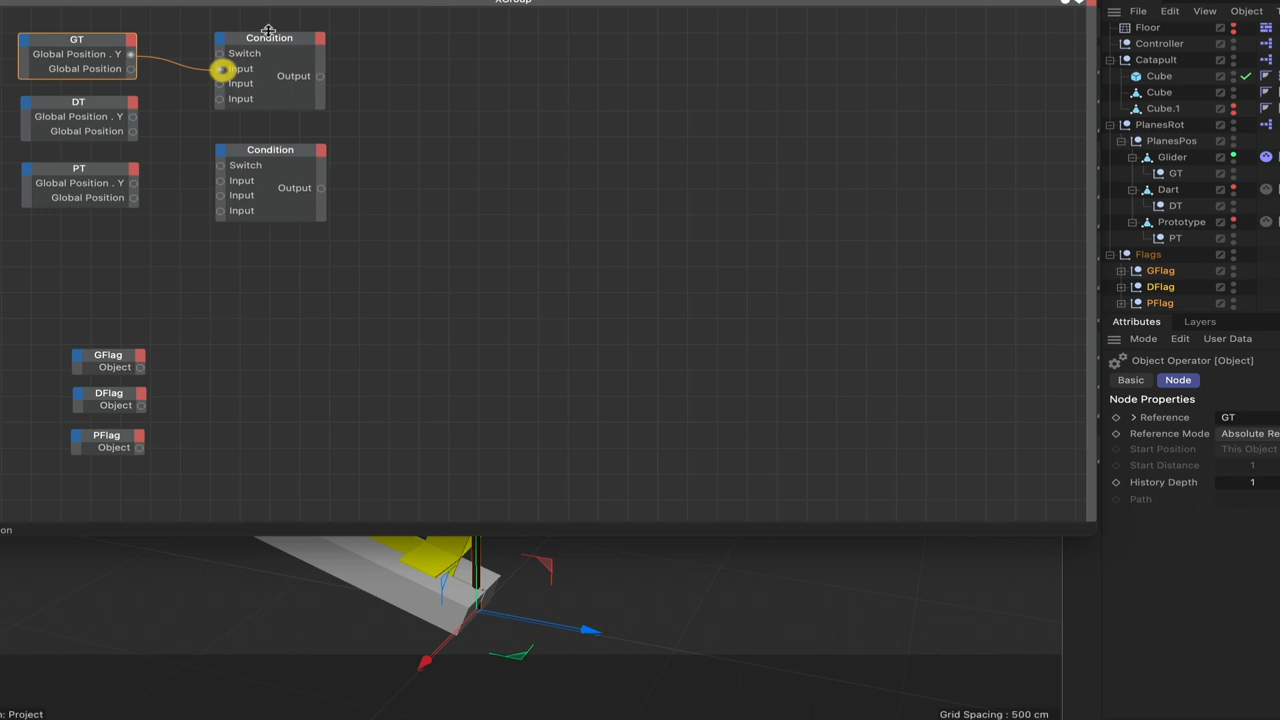 XGroup
GT
Global Position . Y
Global Position
DT
Global Position . Y
Global Position
PT
Global Position . Y
Global Position
Condition
Switch
Input
Input
Input
Output
Condition
Switch
Input
Input
Input
Output
GFlag
Object
DFlag
Object
PFlag
Object
on
n: Project
Grid Spacing : 500 cm
File Edit View Object
Floor
Controller
Catapult
Cube
Cube
Cube.1
PlanesRot
PlanesPos
Glider
GT
Dart
DT
Prototype
PT
Flags
GFlag
DFlag
PFlag
Attributes Layers
Mode Edit User Data
Object Operator [Object]
Basic Node
Node Properties
> Reference GT
Reference Mode Absolute Re
Start Position This Object
Start Distance 1
History Depth 1
Path